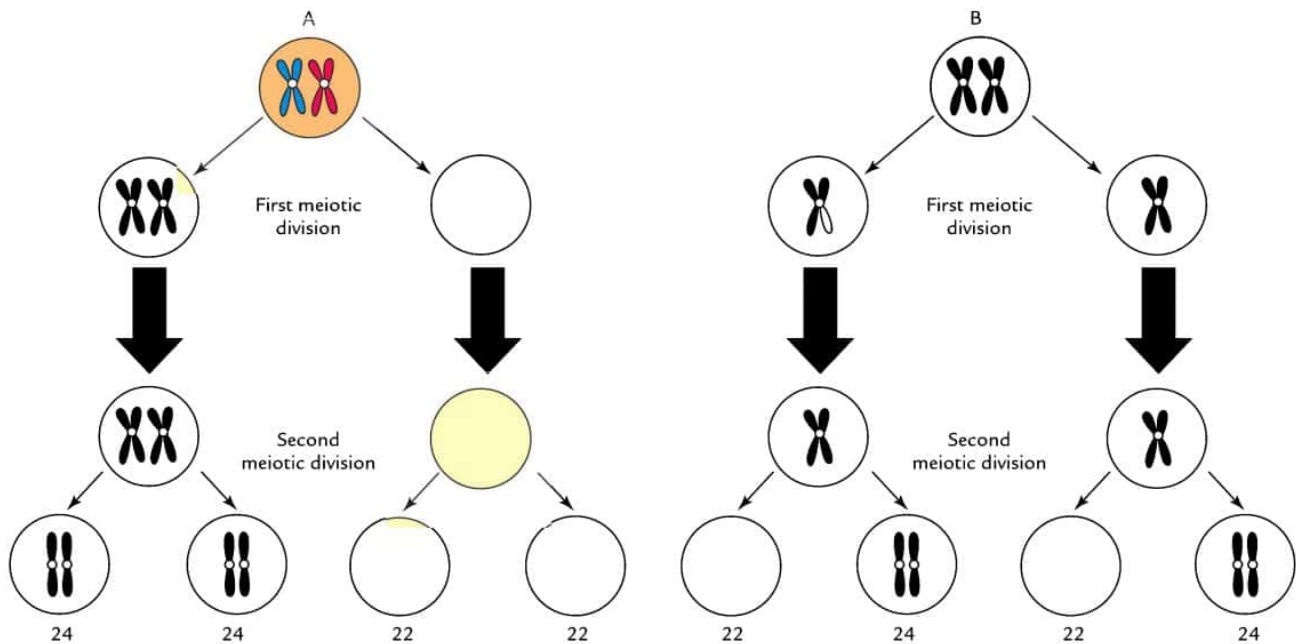 A
B
First meiotic
division
First meiotic
division
Second
meiotic division
Second
meiotic division
24
24
22
22
22
24
22
24